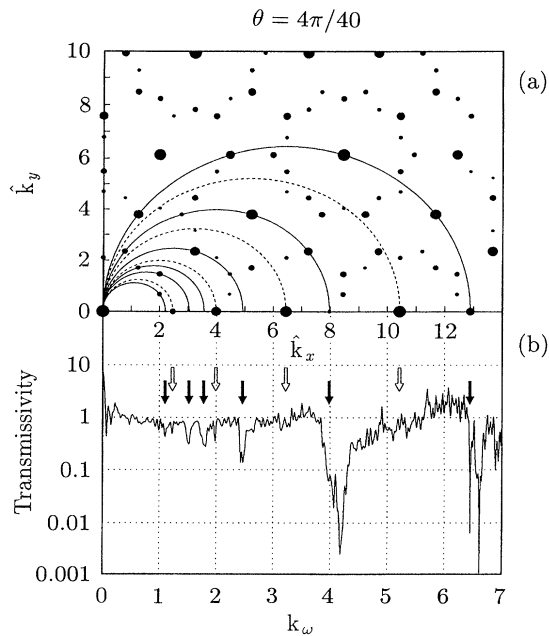 θ = 4π/40
(a)
10
8
6
4
2
0
k̂y
2 4 6 8 10 12
k̂x
(b)
10
1
0.1
0.01
0.001
Transmissivity
0 1 2 3 4 5 6 7
kω